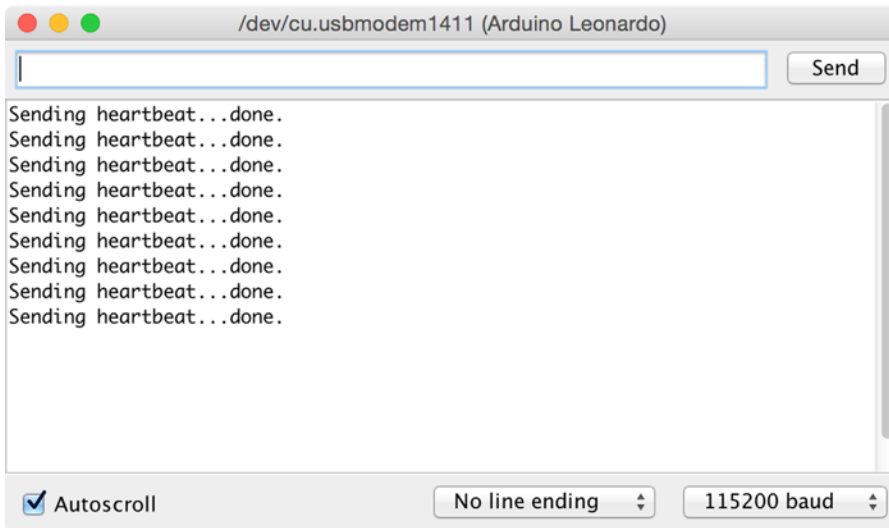 /dev/cu.usbmodem1411 (Arduino Leonardo)
Send
Sending heartbeat...done.
Sending heartbeat...done.
Sending heartbeat...done.
Sending heartbeat...done.
Sending heartbeat...done.
Sending heartbeat...done.
Sending heartbeat...done.
Sending heartbeat...done.
Sending heartbeat...done.
Autoscroll No line ending 115200 baud